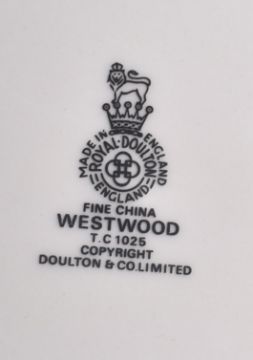 MADE IN ENGLAND
ROYAL·DOULTON
ENGLAND
FINE CHINA
WESTWOOD
T.C 1025
COPYRIGHT
DOULTON & CO.LIMITED